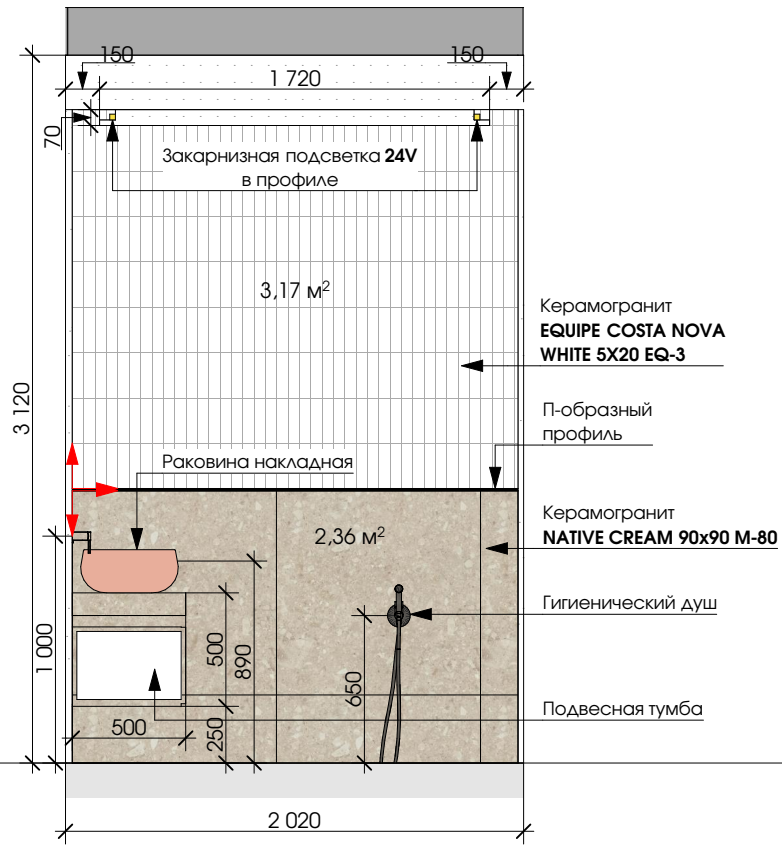 150
150
1 720
70
Закарнизная подсветка 24V
в профиле
3,17 м²
Керамогранит
EQUIPE COSTA NOVA
WHITE 5X20 EQ-3
3 120
П-образный
профиль
Раковина накладная
Керамогранит
NATIVE CREAM 90x90 M-80
2,36 м²
Гигиенический душ
1 000
500
890
650
Подвесная тумба
500
250
2 020